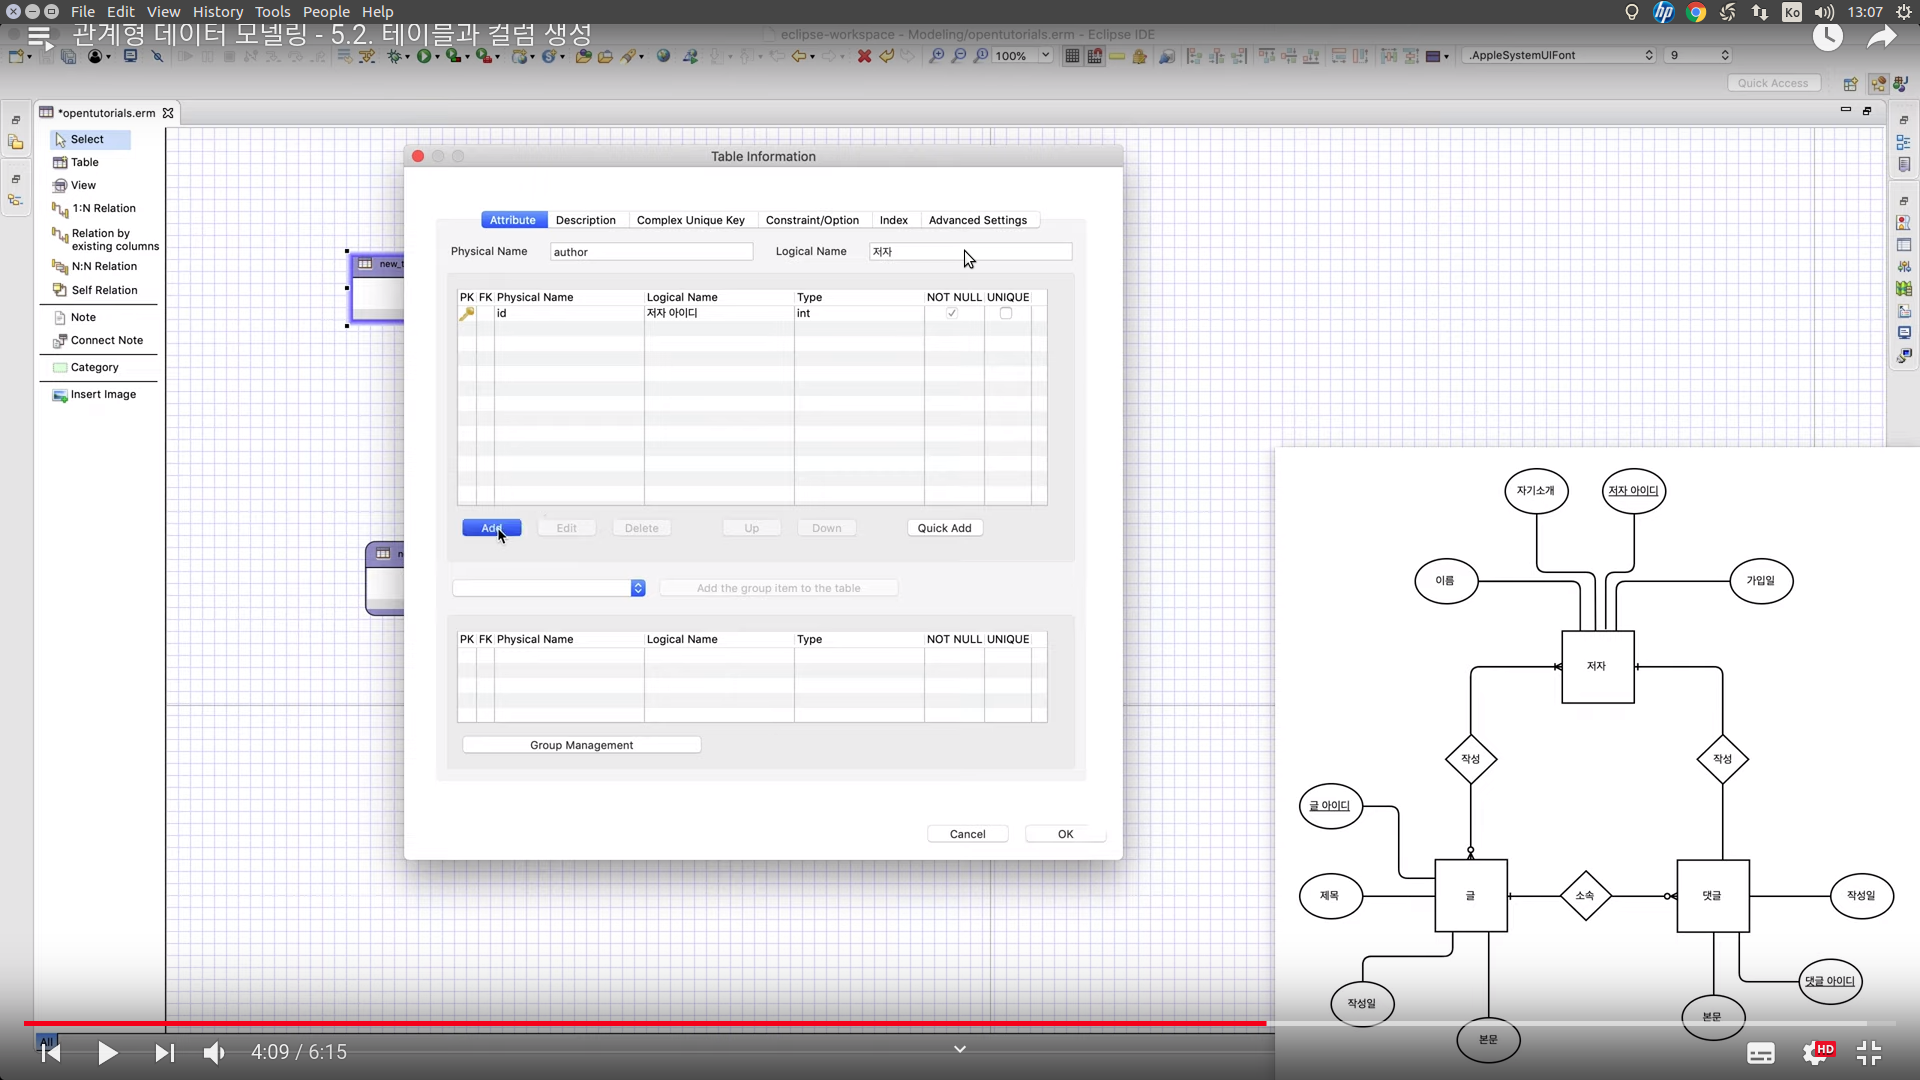 File Edit View History Tools People Help
Ko 13:07
관계형 데이터 모델링 - 5.2. 테이블과 컬럼 생성
eclipse-workspace - Modeling/opentutorials.erm - Eclipse IDE
100% .AppleSystemUIFont 9
Quick Access
*opentutorials.erm
Select
Table
View
1:N Relation
Relation by
existing columns
N:N Relation
Self Relation
Note
Connect Note
Category
Insert Image
new_t
n
Table Information
Attribute Description Complex Unique Key Constraint/Option Index Advanced Settings
Physical Name author Logical Name 저자
PK FK Physical Name Logical Name Type NOT NULL UNIQUE
id 저자 아이디 int
Add Edit Delete Up Down Quick Add
Add the group item to the table
PK FK Physical Name Logical Name Type NOT NULL UNIQUE
Group Management
Cancel OK
자기소개 저자 아이디
이름 가입일
저자
작성 작성
글 아이디
제목 글 소속 댓글 작성일
댓글 아이디
작성일 본문
본문
All
4:09 / 6:15
HD